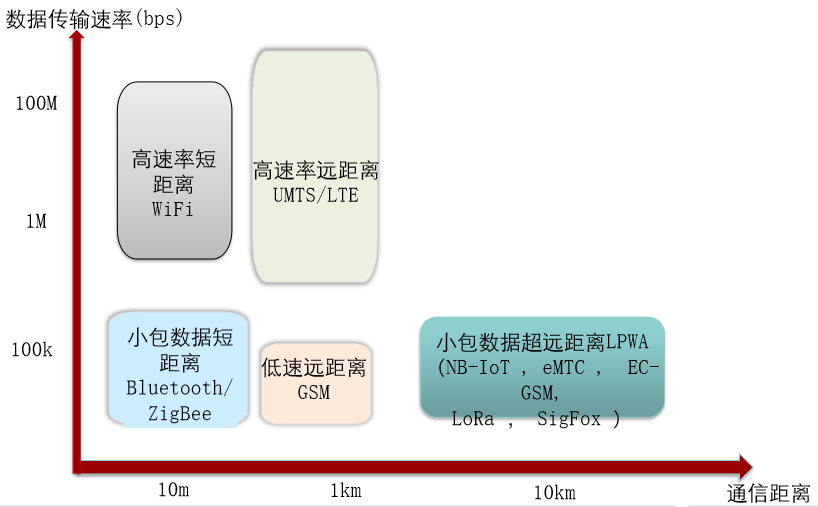 数据传输速率(bps)
100M
1M
100k
高速率短
距离
WiFi
高速率远距离
UMTS/LTE
小包数据短
距离
Bluetooth/
ZigBee
低速远距离
GSM
小包数据超远距离LPWA
(NB-IoT , eMTC , EC-
GSM,
LoRa , SigFox )
10m
1km
10km
通信距离